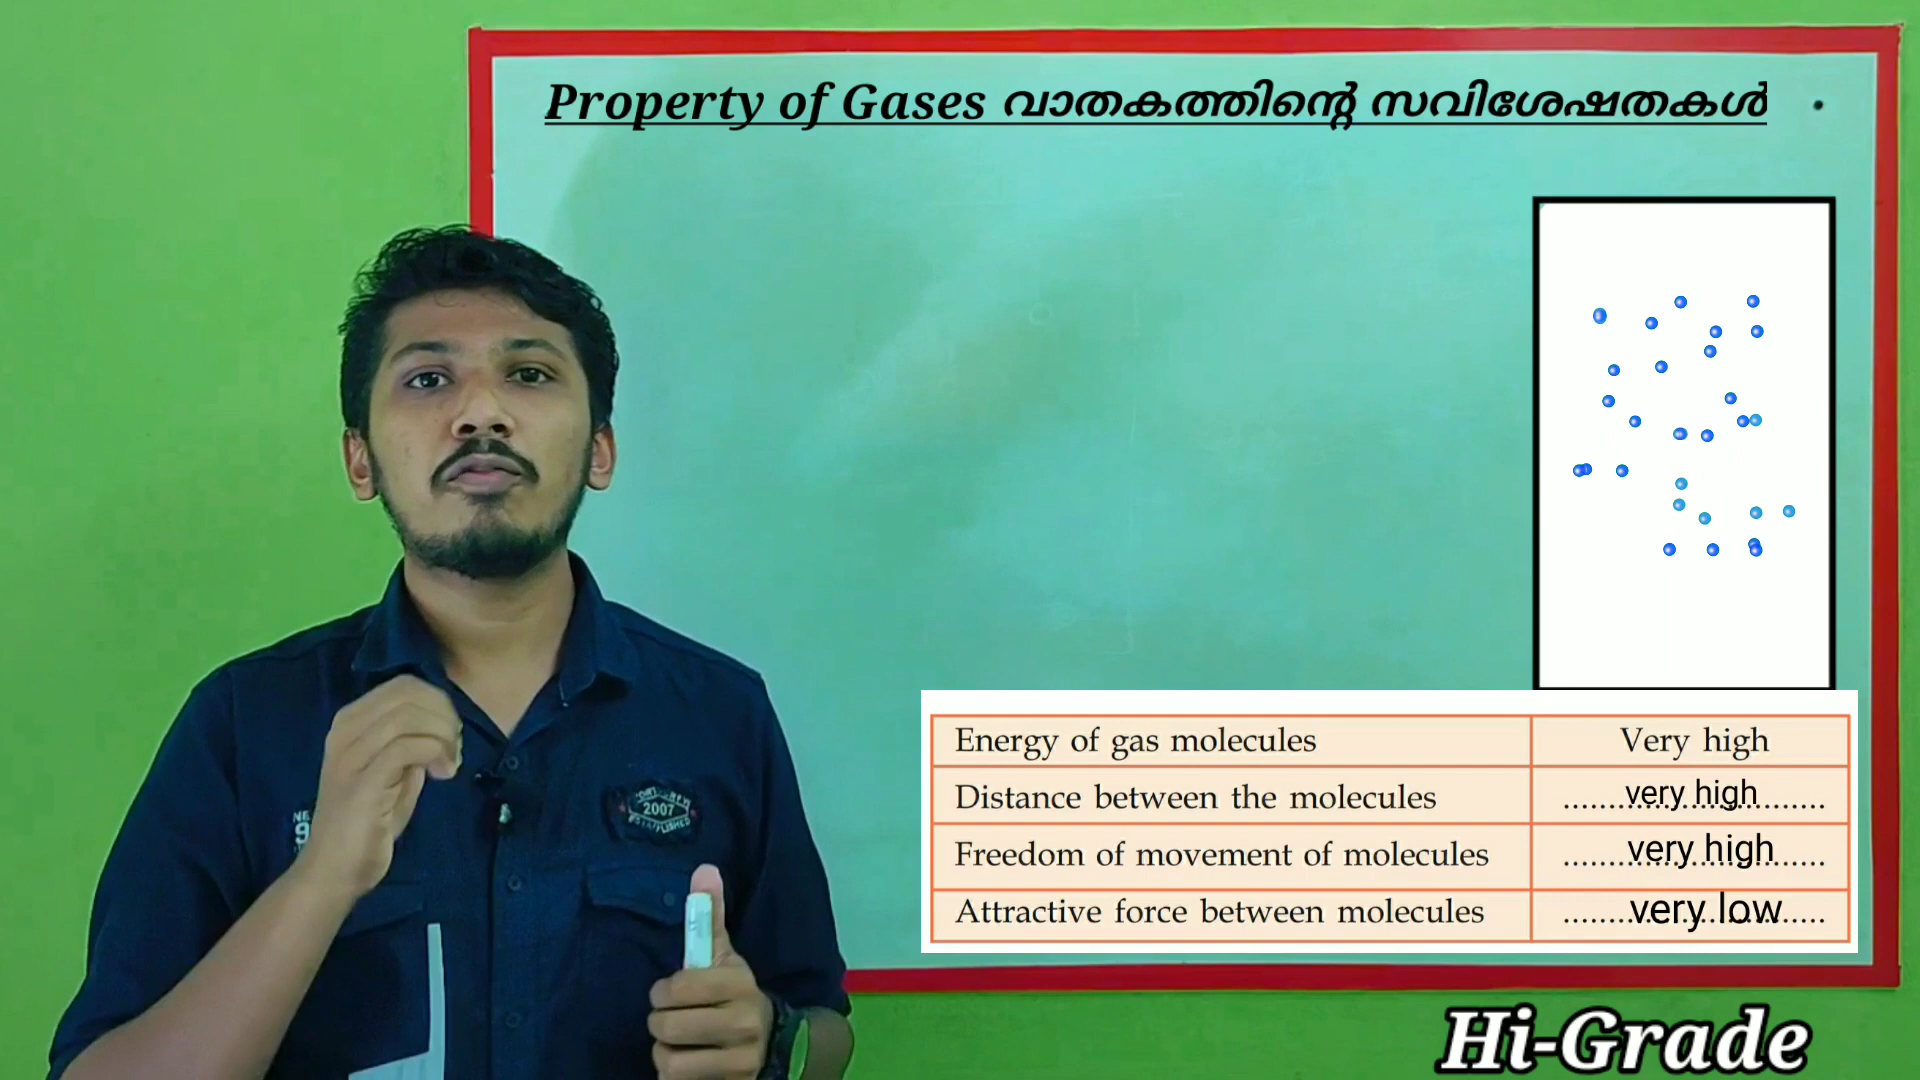 Property of Gases വാതകത്തിന്റെ സവിശേഷതകൾ .
Energy of gas molecules Very high
Distance between the molecules very high
Freedom of movement of molecules very high
Attractive force between molecules very low
2007
Hi-Grade